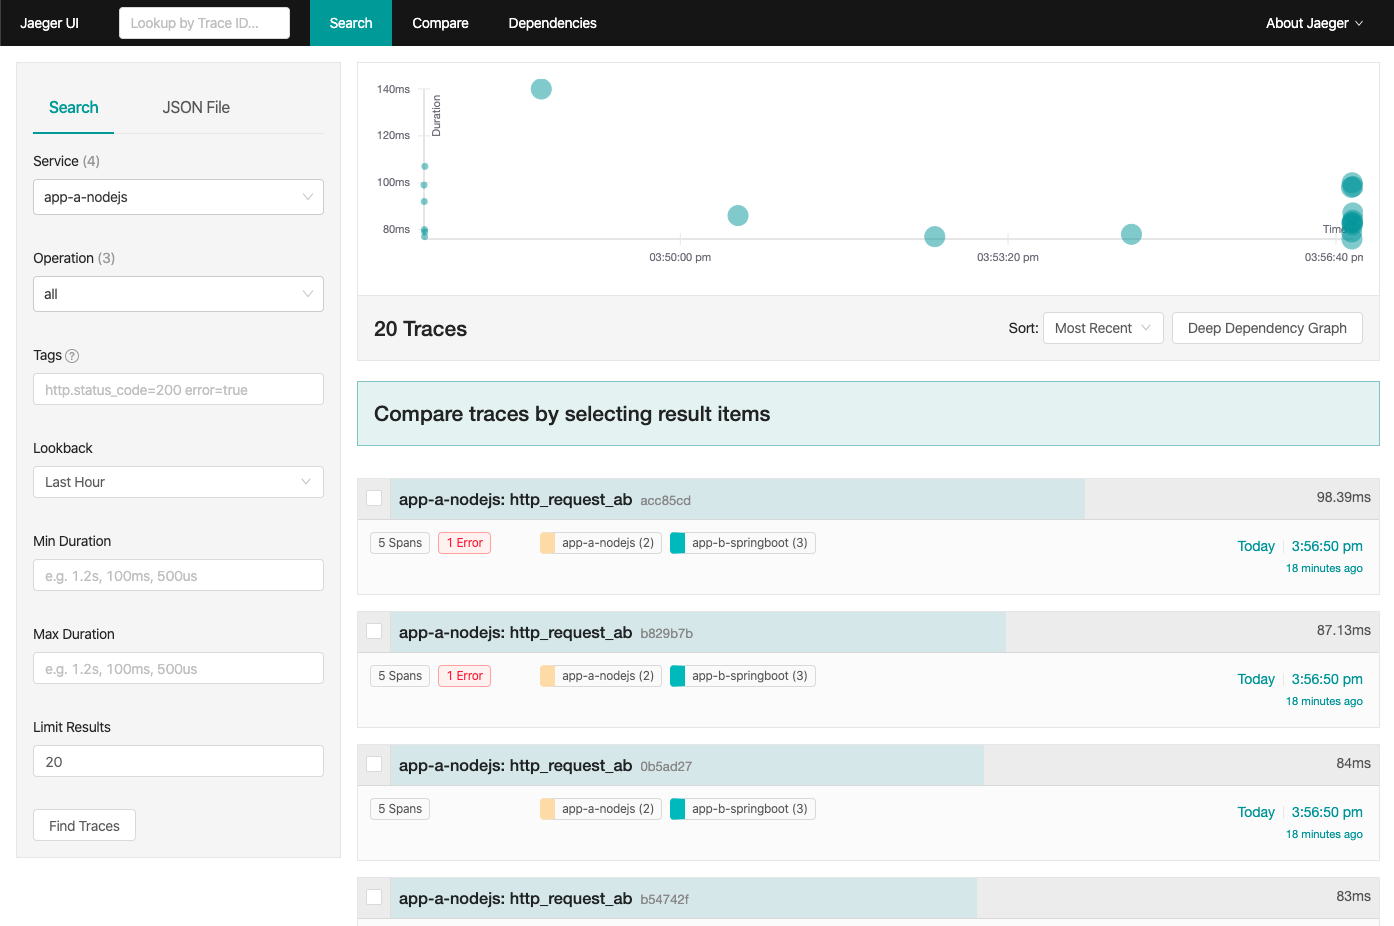 Jaeger UI
Lookup by Trace ID...
Search
Compare
Dependencies
About Jaeger
Search
JSON File
Service (4)
app-a-nodejs
Operation (3)
all
Tags ?
http.status_code=200 error=true
Lookback
Last Hour
Min Duration
e.g. 1.2s, 100ms, 500us
Max Duration
e.g. 1.2s, 100ms, 500us
Limit Results
20
Find Traces
140ms
120ms
100ms
80ms
Duration
Time
03:50:00 pm
03:53:20 pm
03:56:40 pm
20 Traces
Sort: Most Recent
Deep Dependency Graph
Compare traces by selecting result items
app-a-nodejs: http_request_ab acc85cd 98.39ms
5 Spans 1 Error app-a-nodejs (2) app-b-springboot (3) Today 3:56:50 pm
18 minutes ago
app-a-nodejs: http_request_ab b829b7b 87.13ms
5 Spans 1 Error app-a-nodejs (2) app-b-springboot (3) Today 3:56:50 pm
18 minutes ago
app-a-nodejs: http_request_ab 0b5ad27 84ms
5 Spans app-a-nodejs (2) app-b-springboot (3) Today 3:56:50 pm
18 minutes ago
app-a-nodejs: http_request_ab b54742f 83ms